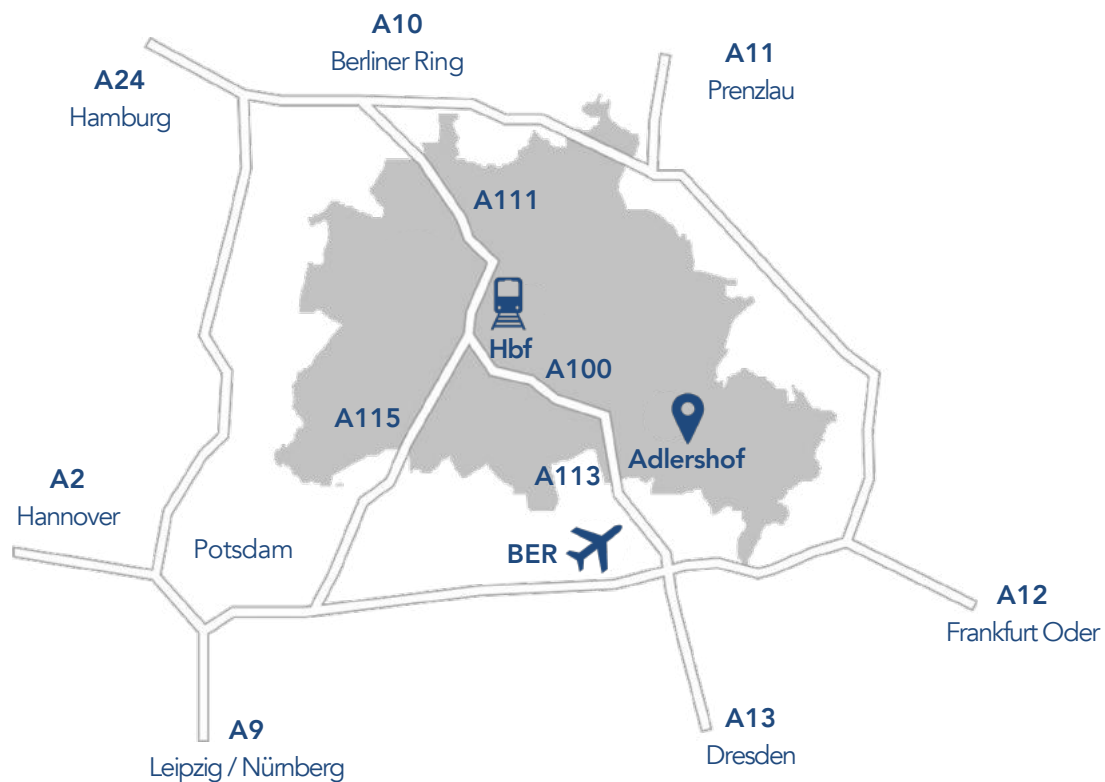 A10
Berliner Ring
A11
Prenzlau
A24
Hamburg
A111
Hbf
A100
A115
Adlershof
A113
A2
Hannover
Potsdam
BER
A12
Frankfurt Oder
A9
Leipzig / Nürnberg
A13
Dresden